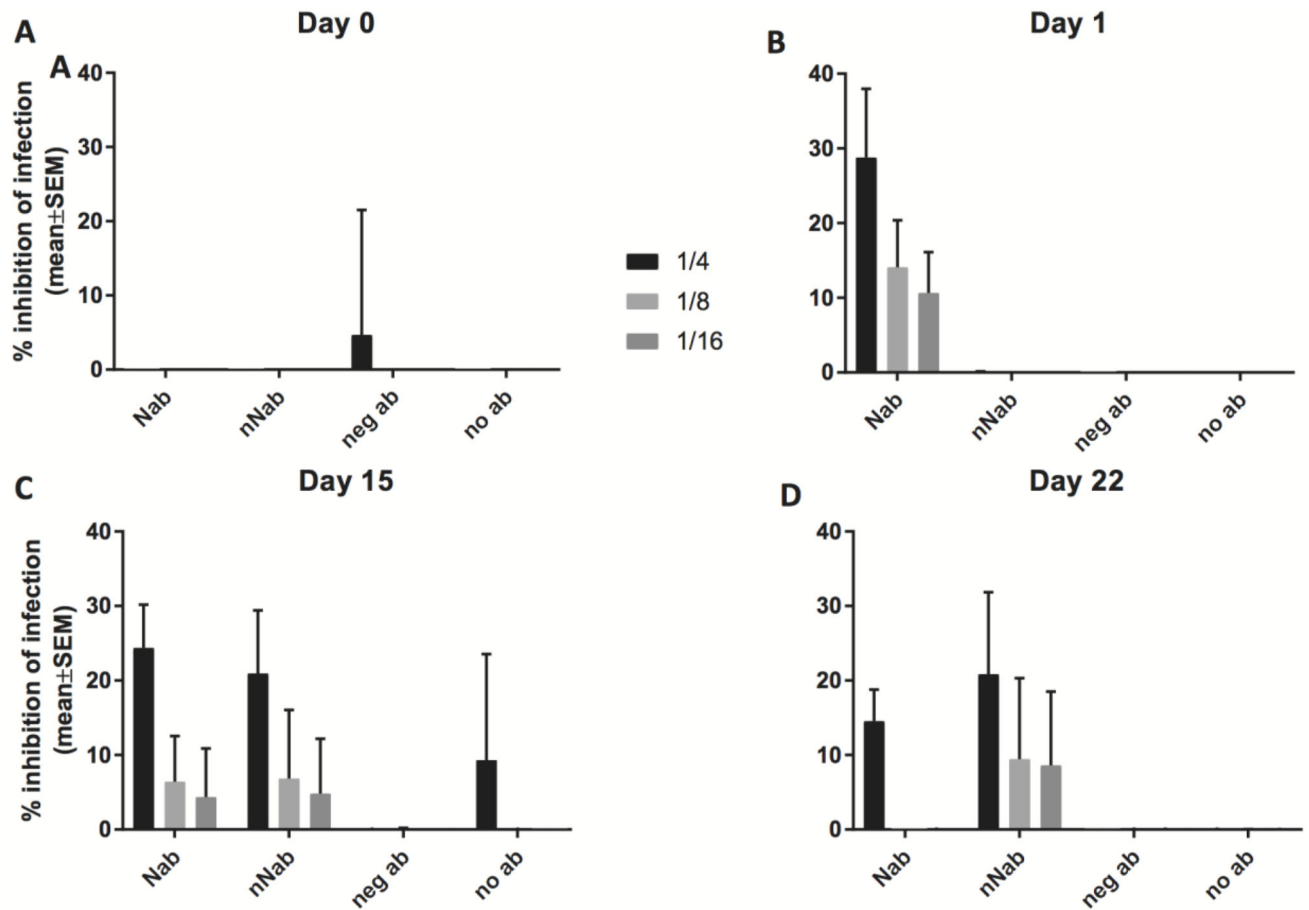 A
Day 0
A
% inhibition of infection
(mean±SEM)
40
30
20
10
0
Nab
nNab
neg ab
no ab
1/4
1/8
1/16
B
Day 1
40
30
20
10
0
Nab
nNab
neg ab
no ab
C
Day 15
% inhibition of infection
(mean±SEM)
40
30
20
10
0
Nab
nNab
neg ab
no ab
D
Day 22
40
30
20
10
0
Nab
nNab
neg ab
no ab